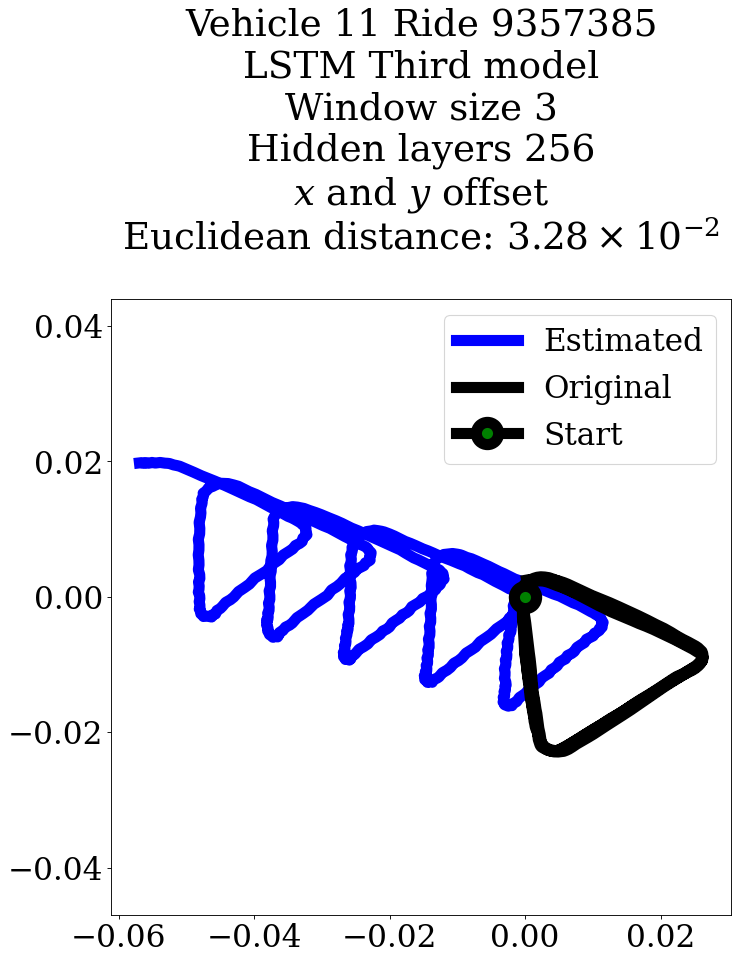 Vehicle 11 Ride 9357385
LSTM Third model
Window size 3
Hidden layers 256
x and y offset
Euclidean distance: 3.28 × 10⁻²
Estimated
Original
Start
0.04
0.02
0.00
−0.02
−0.04
−0.06 −0.04 −0.02 0.00 0.02